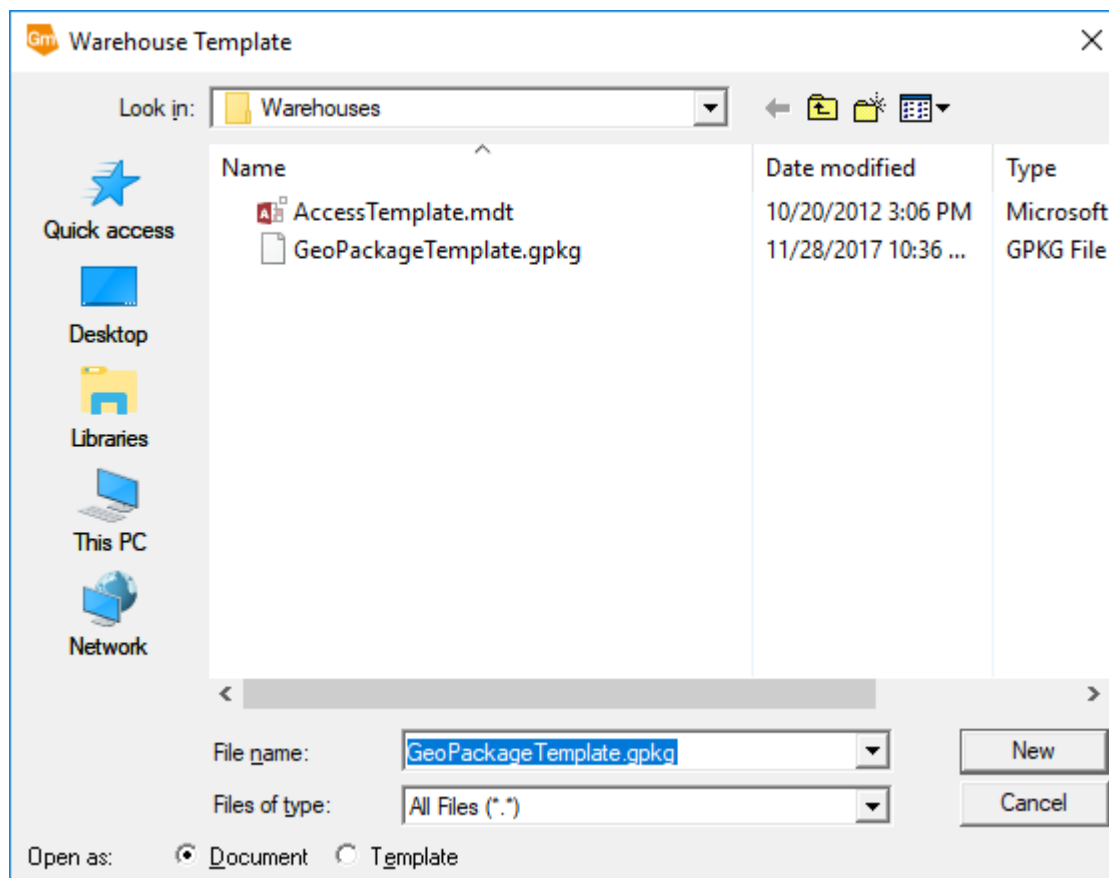 Gm Warehouse Template
Look in: Warehouses
Name Date modified Type
AccessTemplate.mdt 10/20/2012 3:06 PM Microsoft
GeoPackageTemplate.gpkg 11/28/2017 10:36 ... GPKG File
Quick access
Desktop
Libraries
This PC
Network
File name: GeoPackageTemplate.gpkg New
Files of type: All Files (*.*) Cancel
Open as: Document Template